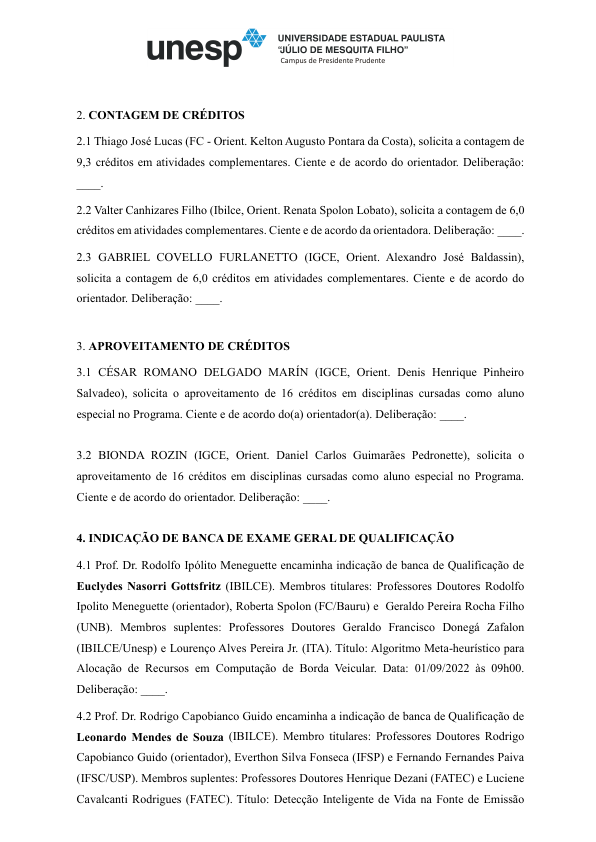 unesp
UNIVERSIDADE ESTADUAL PAULISTA
“JÚLIO DE MESQUITA FILHO”
Campus de Presidente Prudente
2. CONTAGEM DE CRÉDITOS
2.1 Thiago José Lucas (FC - Orient. Kelton Augusto Pontara da Costa), solicita a contagem de
9,3 créditos em atividades complementares. Ciente e de acordo do orientador. Deliberação:
____.
2.2 Valter Canhizares Filho (Ibilce, Orient. Renata Spolon Lobato), solicita a contagem de 6,0
créditos em atividades complementares. Ciente e de acordo da orientadora. Deliberação: ____.
2.3 GABRIEL COVELLO FURLANETTO (IGCE, Orient. Alexandro José Baldassin),
solicita a contagem de 6,0 créditos em atividades complementares. Ciente e de acordo do
orientador. Deliberação: ____.
3. APROVEITAMENTO DE CRÉDITOS
3.1 CÉSAR ROMANO DELGADO MARÍN (IGCE, Orient. Denis Henrique Pinheiro
Salvadeo), solicita o aproveitamento de 16 créditos em disciplinas cursadas como aluno
especial no Programa. Ciente e de acordo do(a) orientador(a). Deliberação: ____.
3.2 BIONDA ROZIN (IGCE, Orient. Daniel Carlos Guimarães Pedronette), solicita o
aproveitamento de 16 créditos em disciplinas cursadas como aluno especial no Programa.
Ciente e de acordo do orientador. Deliberação: ____.
4. INDICAÇÃO DE BANCA DE EXAME GERAL DE QUALIFICAÇÃO
4.1 Prof. Dr. Rodolfo Ipólito Meneguette encaminha indicação de banca de Qualificação de
Euclydes Nasorri Gottsfritz (IBILCE). Membros titulares: Professores Doutores Rodolfo
Ipolito Meneguette (orientador), Roberta Spolon (FC/Bauru) e Geraldo Pereira Rocha Filho
(UNB). Membros suplentes: Professores Doutores Geraldo Francisco Donegá Zafalon
(IBILCE/Unesp) e Lourenço Alves Pereira Jr. (ITA). Título: Algoritmo Meta-heurístico para
Alocação de Recursos em Computação de Borda Veicular. Data: 01/09/2022 às 09h00.
Deliberação: ____.
4.2 Prof. Dr. Rodrigo Capobianco Guido encaminha a indicação de banca de Qualificação de
Leonardo Mendes de Souza (IBILCE). Membro titulares: Professores Doutores Rodrigo
Capobianco Guido (orientador), Everthon Silva Fonseca (IFSP) e Fernando Fernandes Paiva
(IFSC/USP). Membros suplentes: Professores Doutores Henrique Dezani (FATEC) e Luciene
Cavalcanti Rodrigues (FATEC). Título: Detecção Inteligente de Vida na Fonte de Emissão